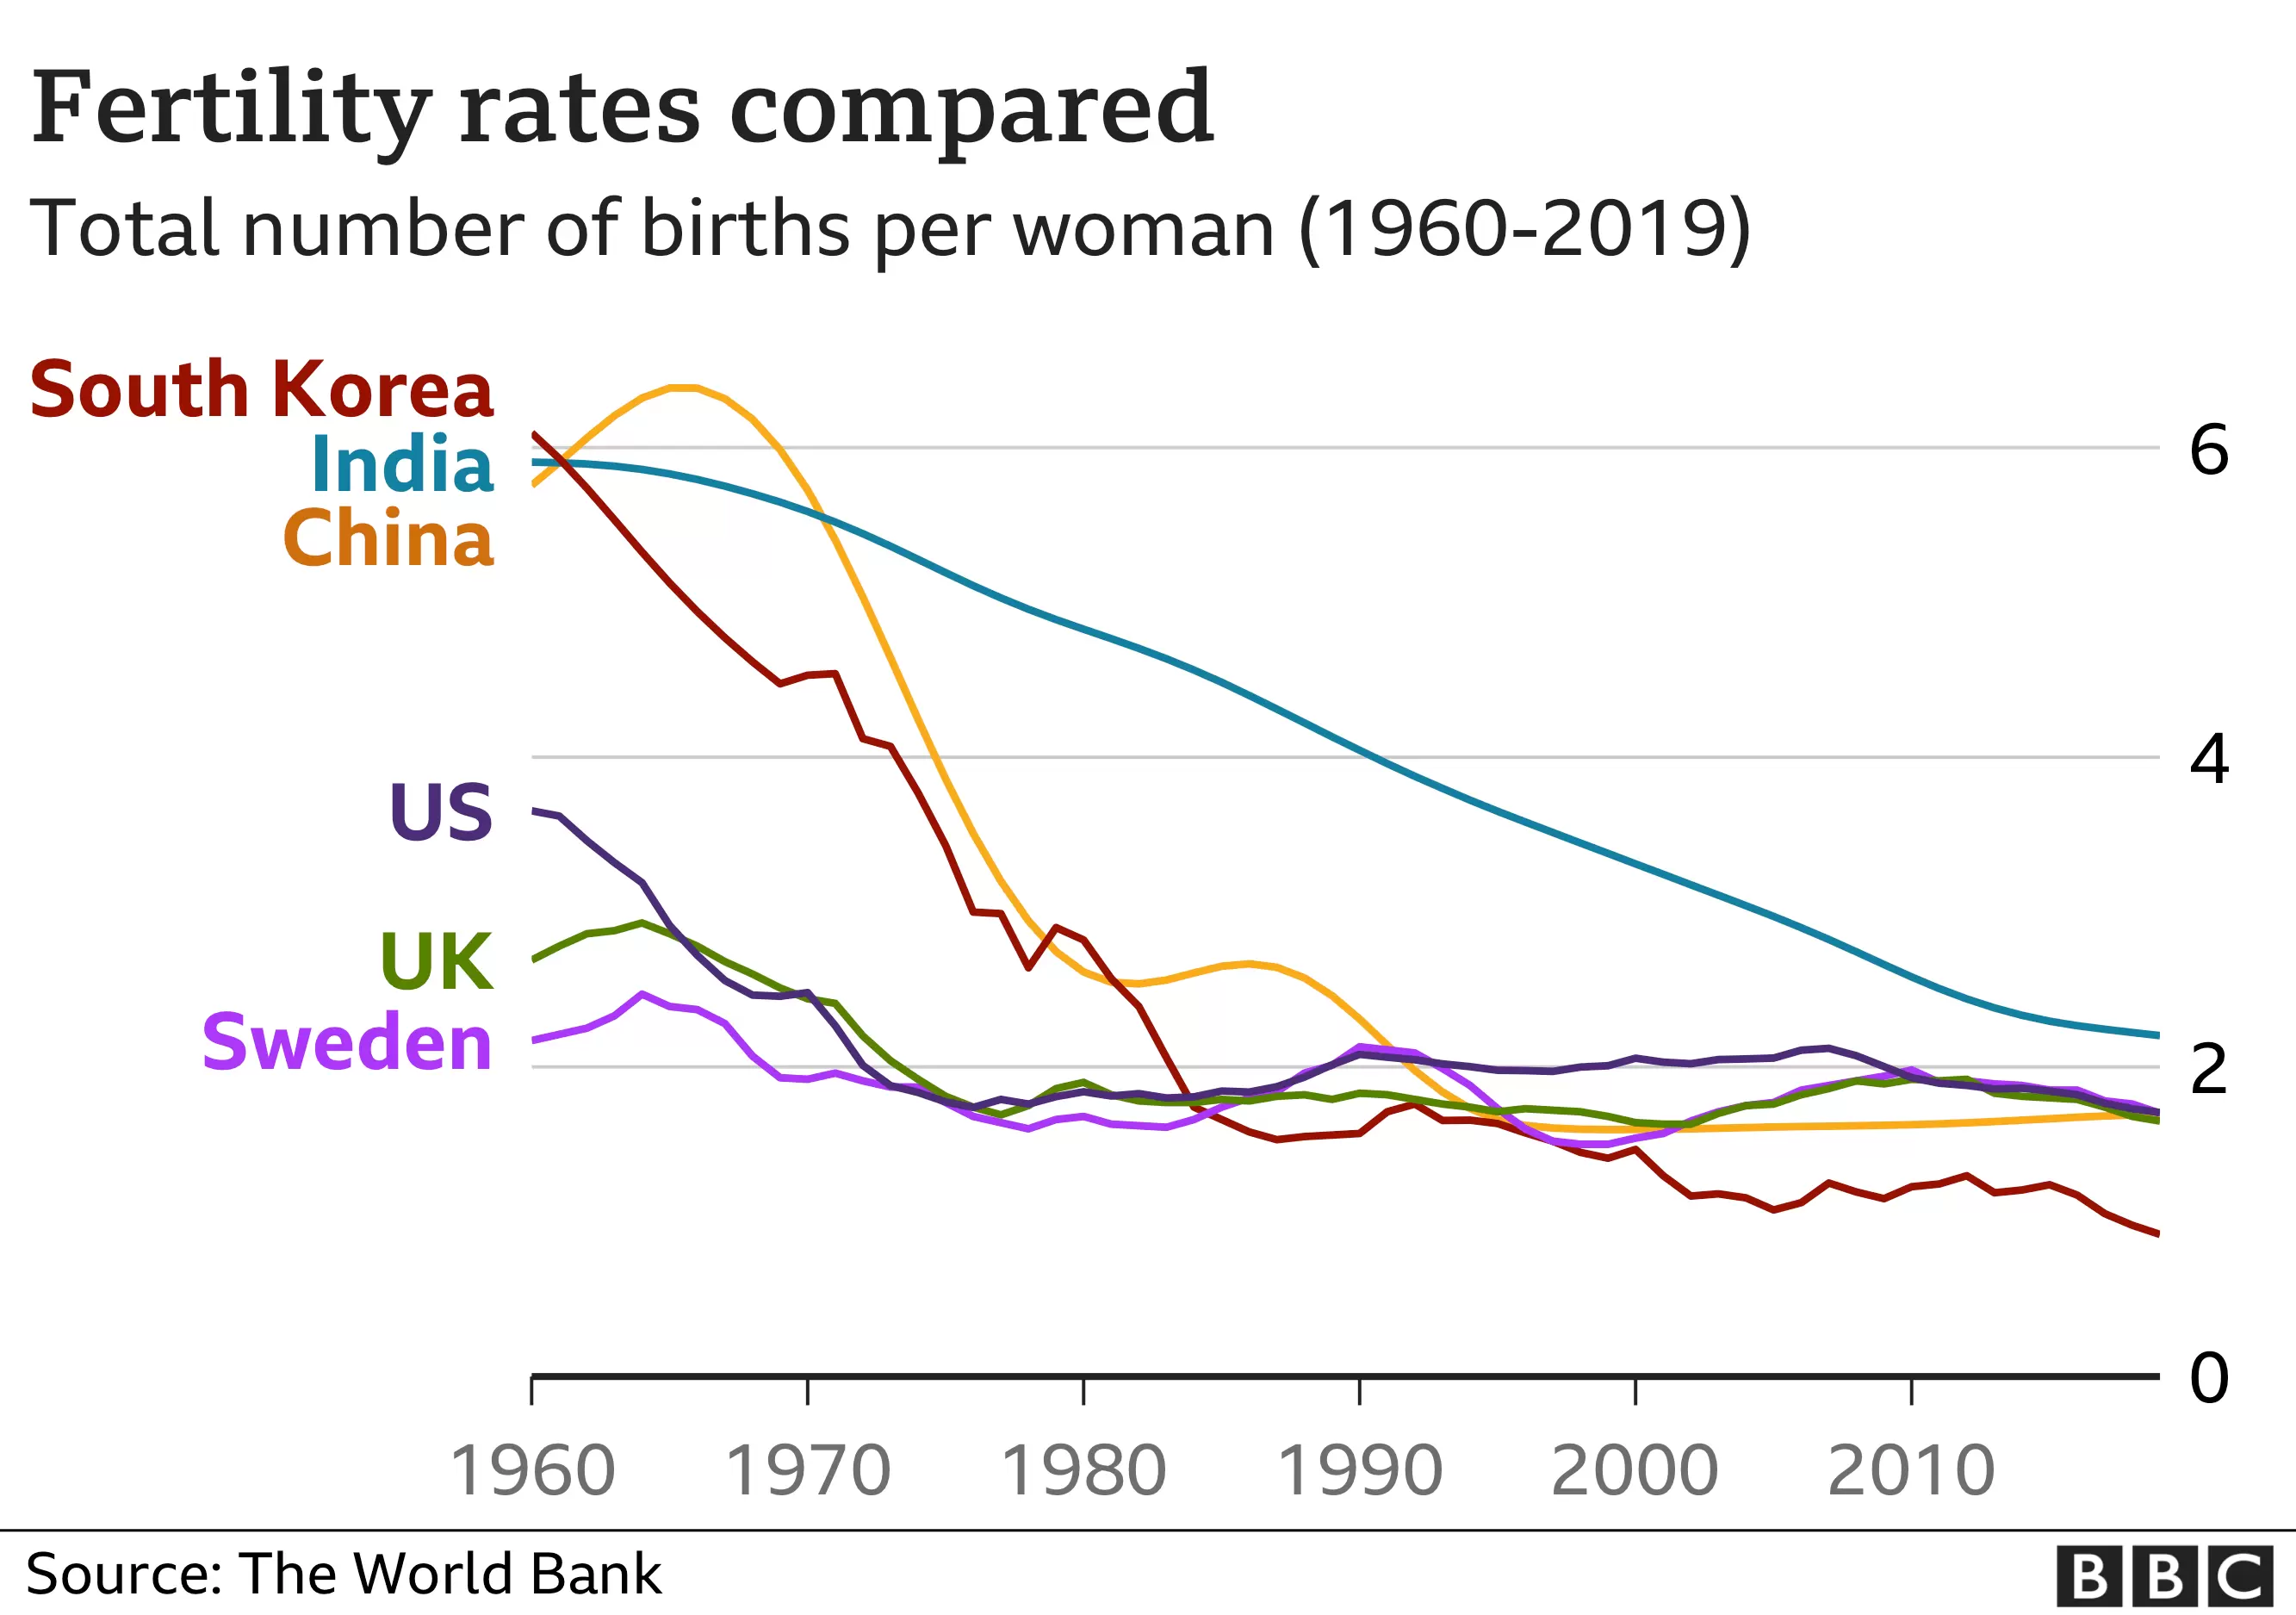 Fertility rates compared
Total number of births per woman (1960-2019)
South Korea
India
China
US
UK
Sweden
6
4
2
0
1960 1970 1980 1990 2000 2010
Source: The World Bank
BBC